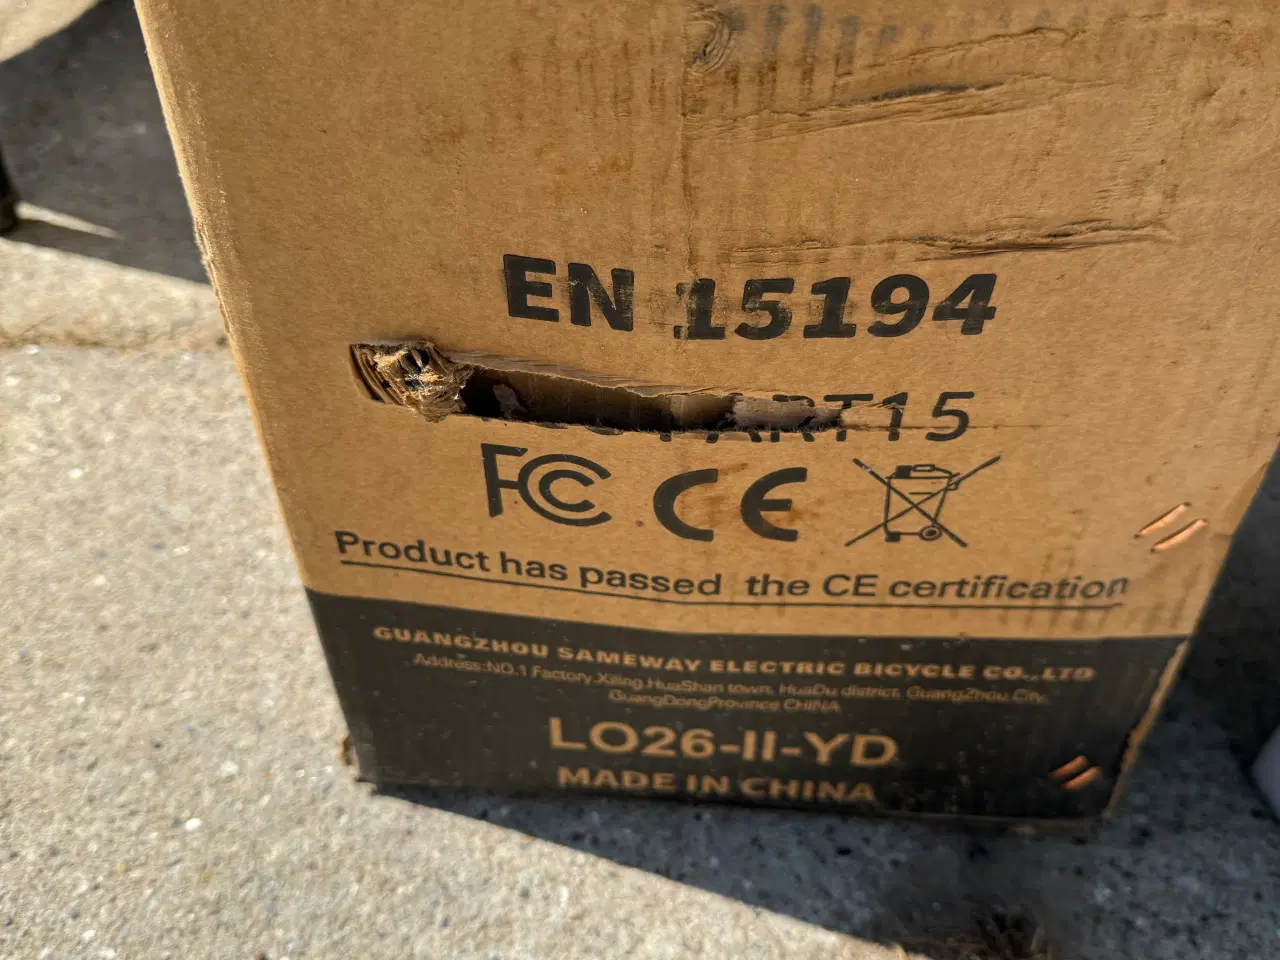 EN 15194
PART15
FC CE
Product has passed the CE certification
GUANGZHOU SAMEWAY ELECTRIC BICYCLE CO.,LTD
Address:NO.1 Factory,Xiling,HuaShan town, HuaDu district, GuangZhou City,
GuangDongProvince CHINA
LO26-II-YD
MADE IN CHINA